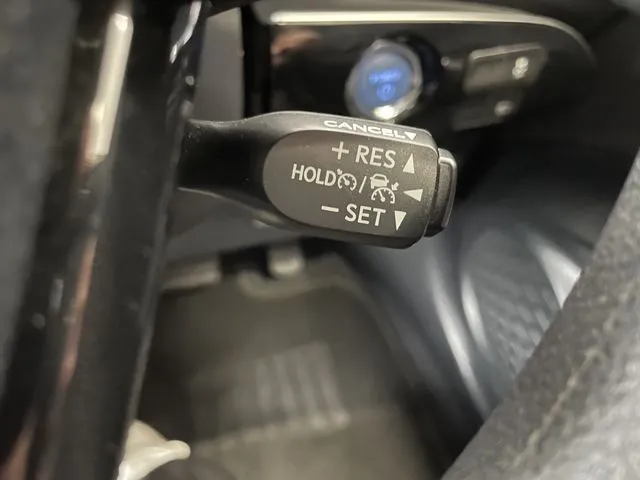 CANCEL▼
+ RES ▲
HOLD / ◀
− SET ▼